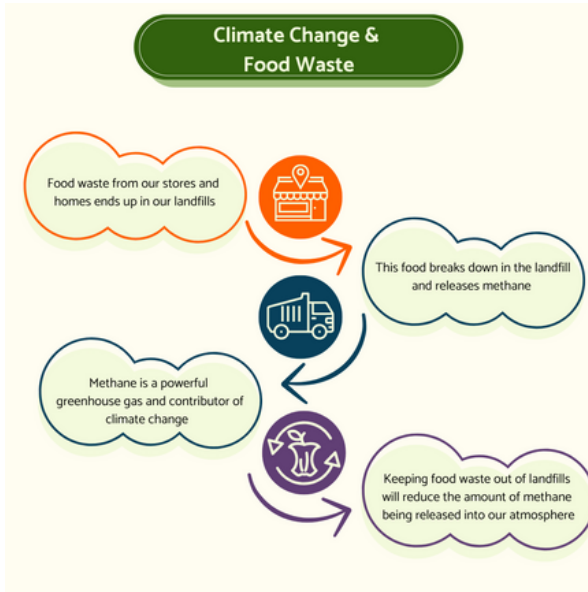 Climate Change &
Food Waste
Food waste from our stores and
homes ends up in our landfills
This food breaks down in the landfill
and releases methane
Methane is a powerful
greenhouse gas and contributor of
climate change
Keeping food waste out of landfills
will reduce the amount of methane
being released into our atmosphere